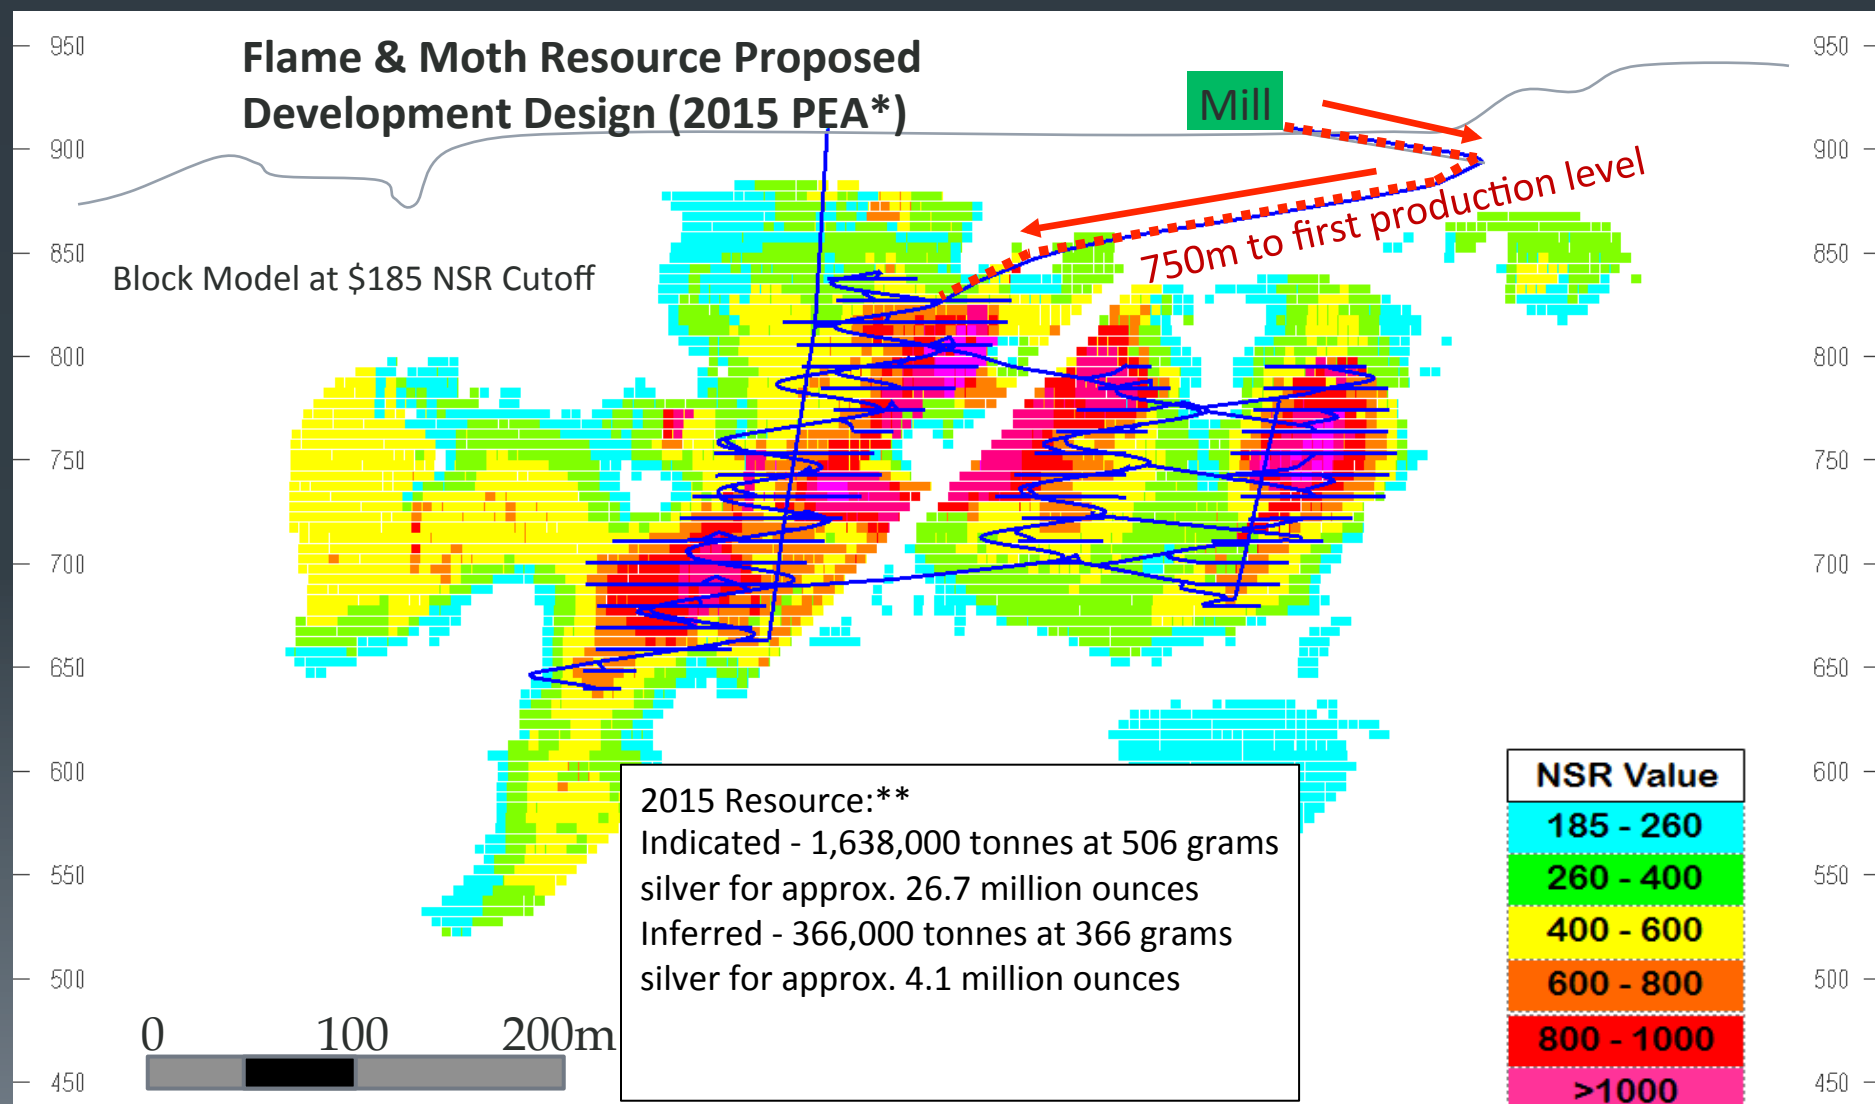 Flame & Moth Resource Proposed
Development Design (2015 PEA*)
Mill
750m to first production level
Block Model at $185 NSR Cutoff
950
900
850
800
750
700
650
600
550
500
450
950
900
850
800
750
700
650
600
550
500
450
2015 Resource:**
Indicated - 1,638,000 tonnes at 506 grams
silver for approx. 26.7 million ounces
Inferred - 366,000 tonnes at 366 grams
silver for approx. 4.1 million ounces
NSR Value
185 - 260
260 - 400
400 - 600
600 - 800
800 - 1000
>1000
0 100 200m